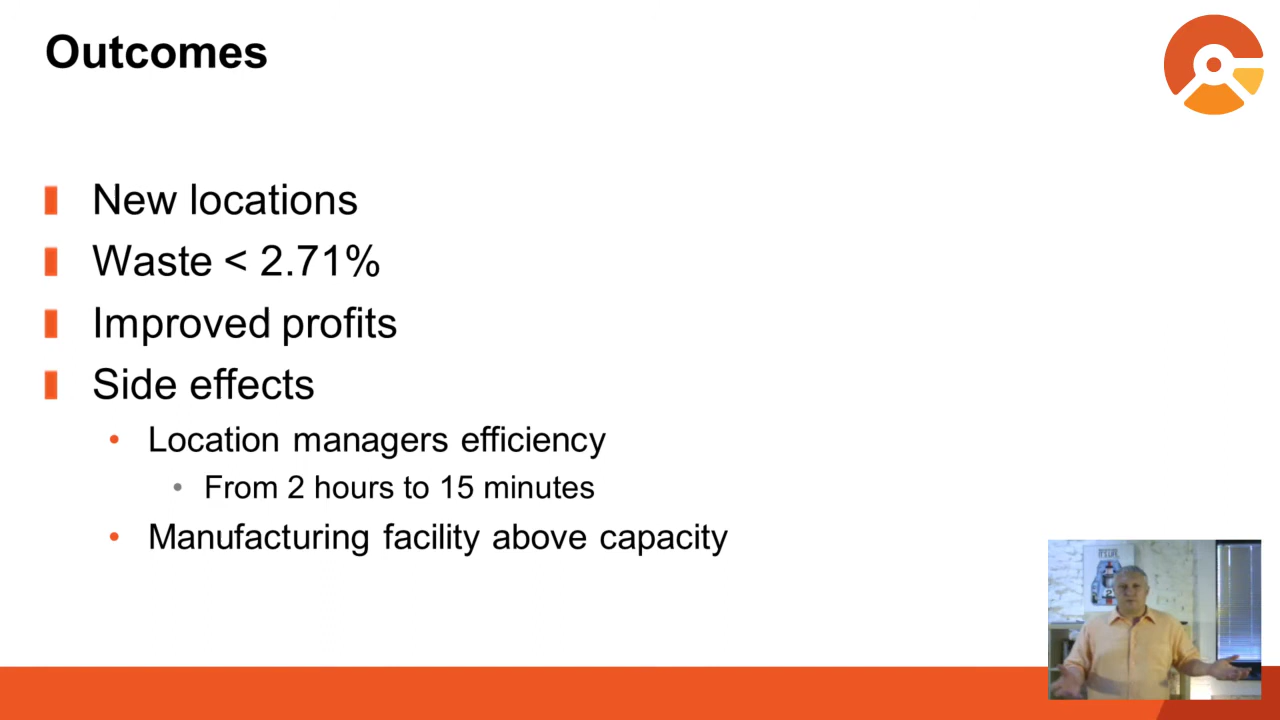 Outcomes
New locations
Waste < 2.71%
Improved profits
Side effects
Location managers efficiency
From 2 hours to 15 minutes
Manufacturing facility above capacity